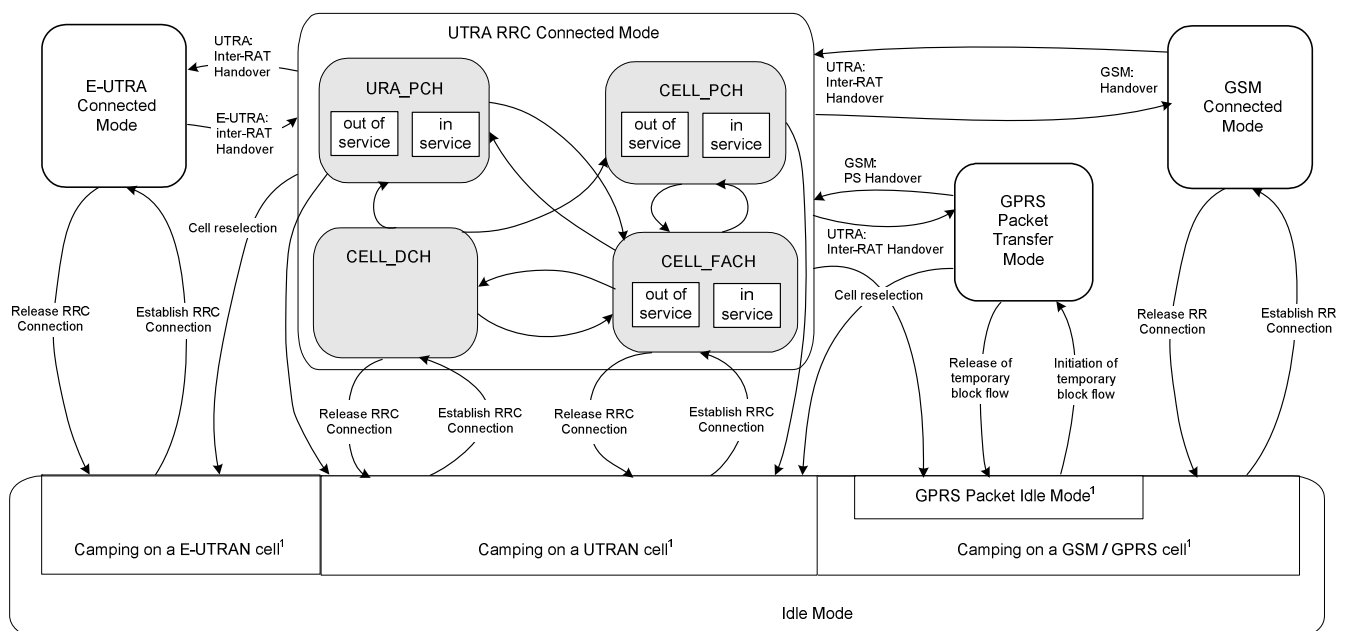 UTRA RRC Connected Mode
E-UTRA
Connected
Mode
UTRA:
Inter-RAT
Handover
E-UTRA:
inter-RAT
Handover
URA_PCH
out of
service
in
service
CELL_PCH
out of
service
in
service
CELL_DCH
CELL_FACH
out of
service
in
service
UTRA:
Inter-RAT
Handover
GSM:
Handover
GSM
Connected
Mode
GSM:
PS Handover
UTRA:
Inter-RAT Handover
GPRS
Packet
Transfer
Mode
Cell reselection
Cell reselection
Release RRC
Connection
Establish RRC
Connection
Release RRC
Connection
Establish RRC
Connection
Release RRC
Connection
Establish RRC
Connection
Release of
temporary
block flow
Initiation of
temporary
block flow
Release RR
Connection
Establish RR
Connection
GPRS Packet Idle Mode¹
Camping on a E-UTRAN cell¹
Camping on a UTRAN cell¹
Camping on a GSM / GPRS cell¹
Idle Mode